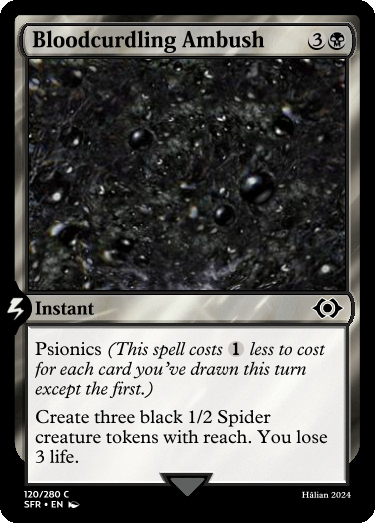 Bloodcurdling Ambush 3
Instant
Psionics (This spell costs 1 less to cost
for each card you've drawn this turn
except the first.)
Create three black 1/2 Spider
creature tokens with reach. You lose
3 life.
120/280 C
SFR • EN
Hālian 2024